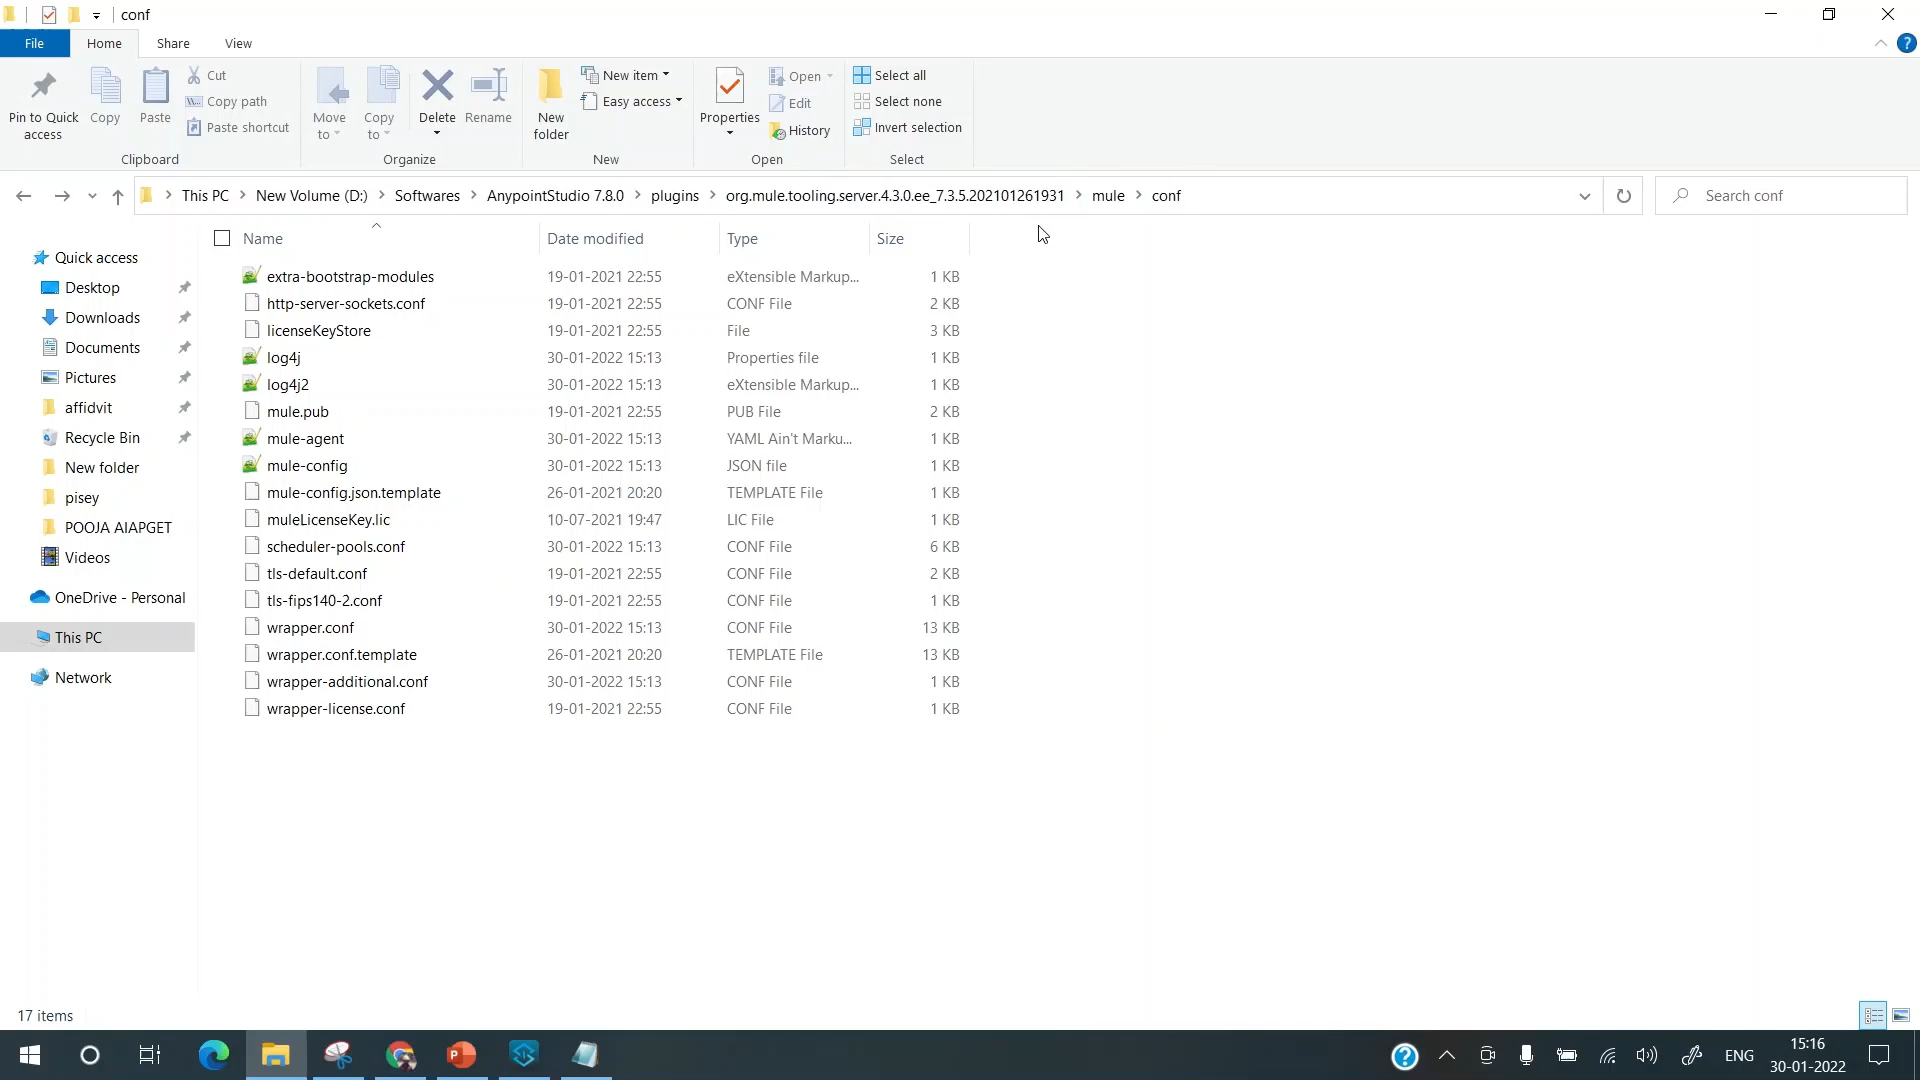 conf
File Home Share View
Pin to Quick access
Copy
Paste
Cut
Copy path
Paste shortcut
Clipboard
Move to
Copy to
Delete
Rename
Organize
New folder
New item
Easy access
New
Properties
Open
Edit
History
Open
Select all
Select none
Invert selection
Select
This PC > New Volume (D:) > Softwares > AnypointStudio 7.8.0 > plugins > org.mule.tooling.server.4.3.0.ee_7.3.5.202101261931 > mule > conf
Search conf
Quick access
Desktop
Downloads
Documents
Pictures
affidvit
Recycle Bin
New folder
pisey
POOJA AIAPGET
Videos
OneDrive - Personal
This PC
Network
Name Date modified Type Size
extra-bootstrap-modules 19-01-2021 22:55 eXtensible Markup... 1 KB
http-server-sockets.conf 19-01-2021 22:55 CONF File 2 KB
licenseKeyStore 19-01-2021 22:55 File 3 KB
log4j 30-01-2022 15:13 Properties file 1 KB
log4j2 30-01-2022 15:13 eXtensible Markup... 1 KB
mule.pub 19-01-2021 22:55 PUB File 2 KB
mule-agent 30-01-2022 15:13 YAML Ain't Marku... 1 KB
mule-config 30-01-2022 15:13 JSON file 1 KB
mule-config.json.template 26-01-2021 20:20 TEMPLATE File 1 KB
muleLicenseKey.lic 10-07-2021 19:47 LIC File 1 KB
scheduler-pools.conf 30-01-2022 15:13 CONF File 6 KB
tls-default.conf 19-01-2021 22:55 CONF File 2 KB
tls-fips140-2.conf 19-01-2021 22:55 CONF File 1 KB
wrapper.conf 30-01-2022 15:13 CONF File 13 KB
wrapper.conf.template 26-01-2021 20:20 TEMPLATE File 13 KB
wrapper-additional.conf 30-01-2022 15:13 CONF File 1 KB
wrapper-license.conf 19-01-2021 22:55 CONF File 1 KB
17 items
ENG
15:16
30-01-2022